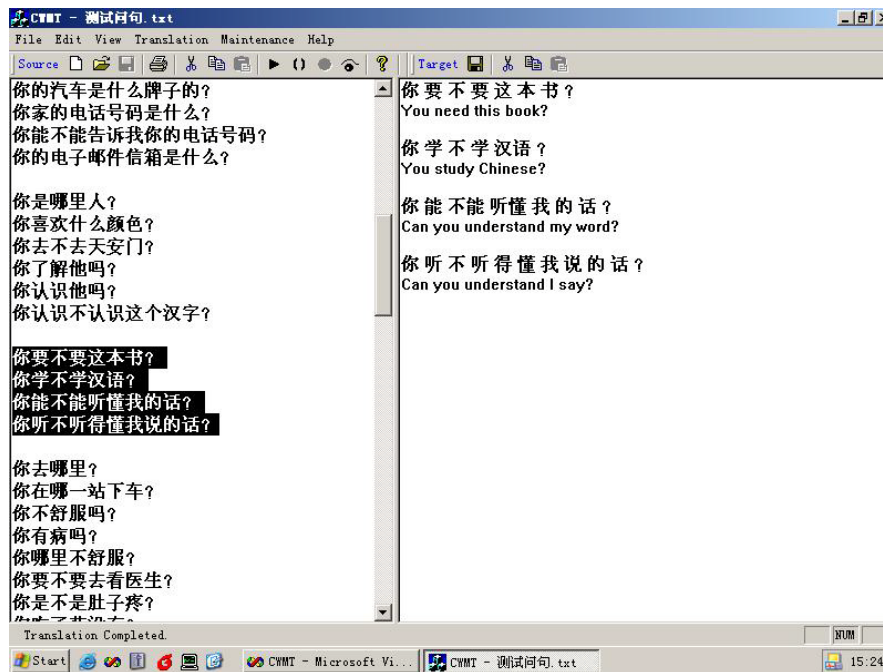 CWMT - 测试问句.txt
File Edit View Translation Maintenance Help
Source
Target
你的汽车是什么牌子的?
你家的电话号码是什么?
你能不能告诉我你的电话号码?
你的电子邮件信箱是什么?
你是哪里人?
你喜欢什么颜色?
你去不去天安门?
你了解他吗?
你认识他吗?
你认识不认识这个汉字?
你要不要这本书?
你学不学汉语?
你能不能听懂我的话?
你听不听得懂我说的话?
你去哪里?
你在哪一站下车?
你不舒服吗?
你有病吗?
你哪里不舒服?
你要不要去看医生?
你是不是肚子疼?
你 要 不 要 这 本 书 ?
You need this book?
你 学 不 学 汉语 ?
You study Chinese?
你 能 不能 听懂 我 的 话 ?
Can you understand my word?
你 听 不 听 得 懂 我 说 的 话 ?
Can you understand I say?
Translation Completed.
NUM
Start
CWMT - Microsoft Vi...
CWMT - 测试问句.txt
15:24